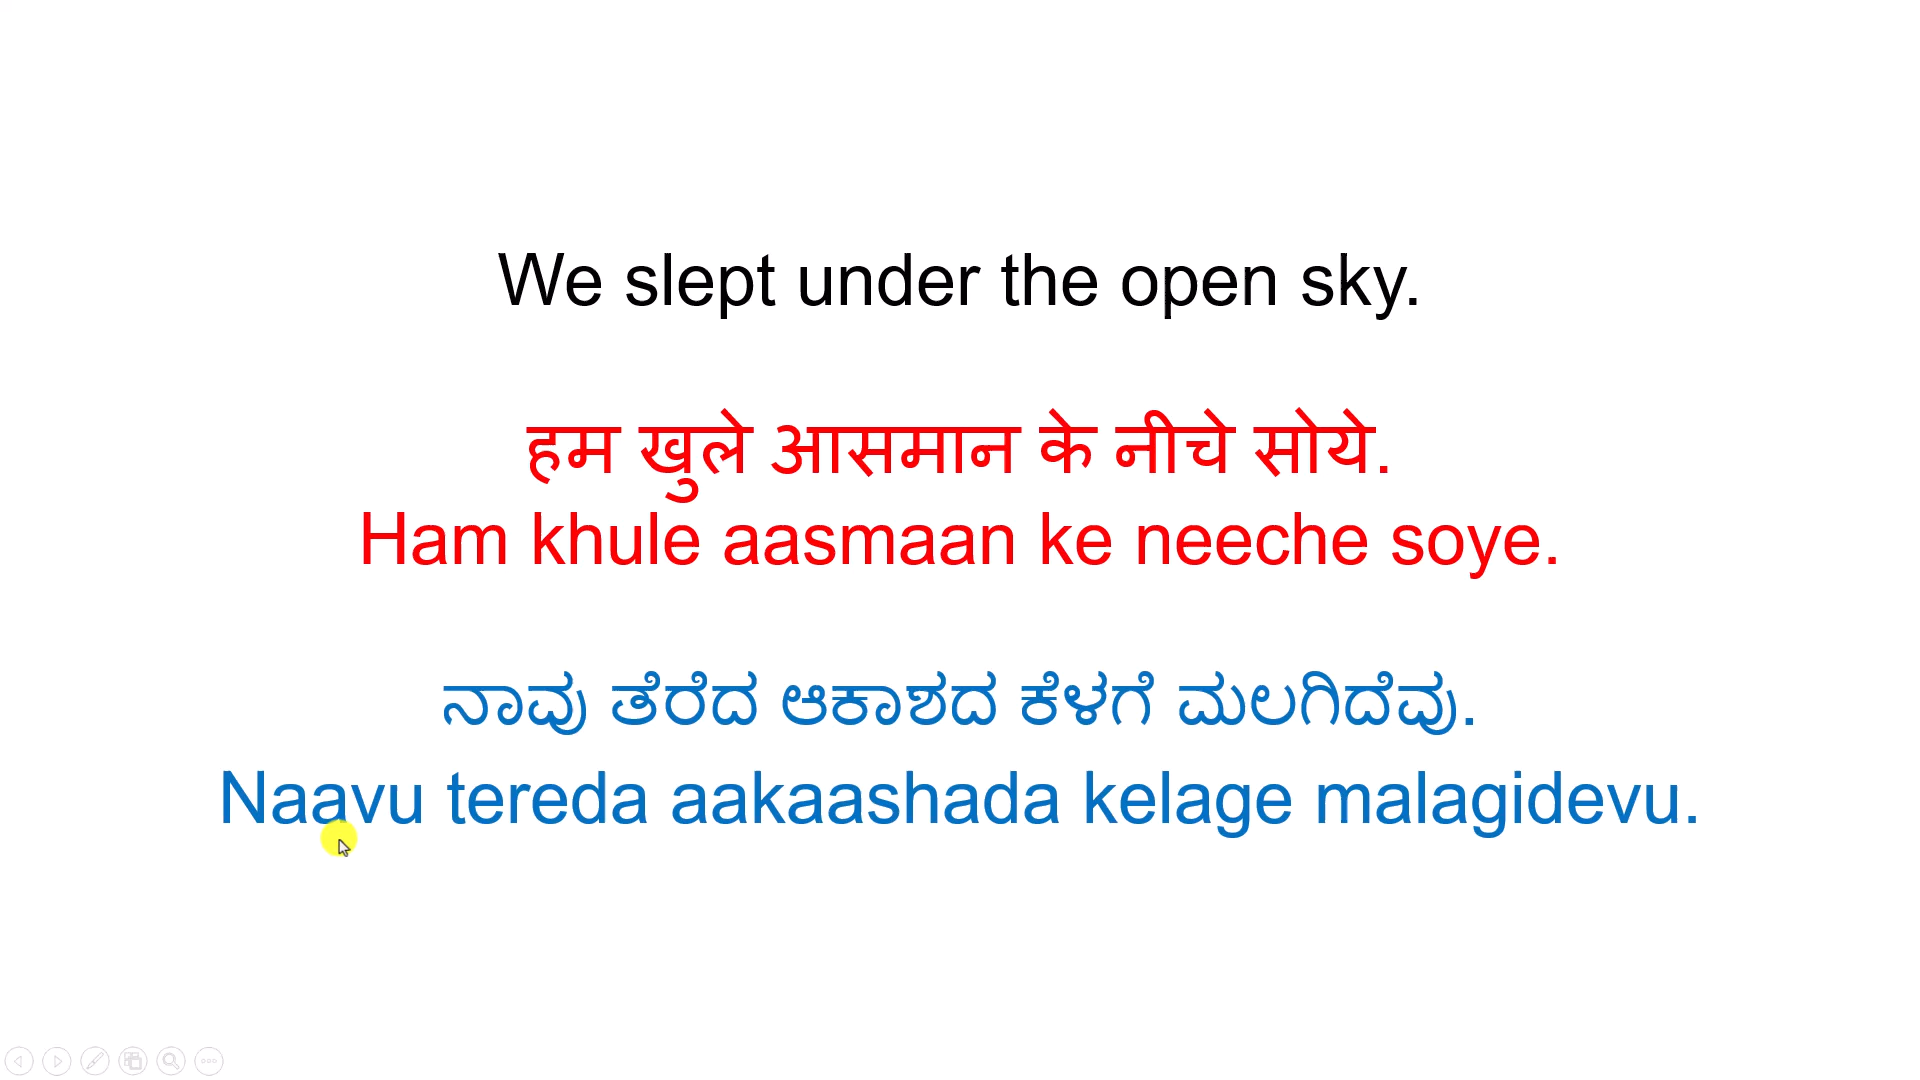 We slept under the open sky.
हम खुले आसमान के नीचे सोये.
Ham khule aasmaan ke neeche soye.
ನಾವು ತೆರೆದ ಆಕಾಶದ ಕೆಳಗೆ ಮಲಗಿದೆವು.
Naavu tereda aakaashada kelage malagidevu.